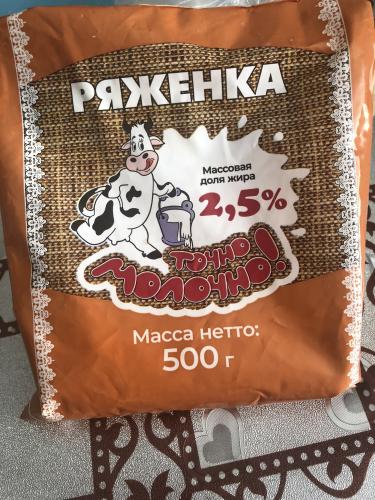 РЯЖЕНКА
Массовая
доля жира
2,5%
ТОЧНО
МОЛОЧНО!
Масса нетто:
500 г